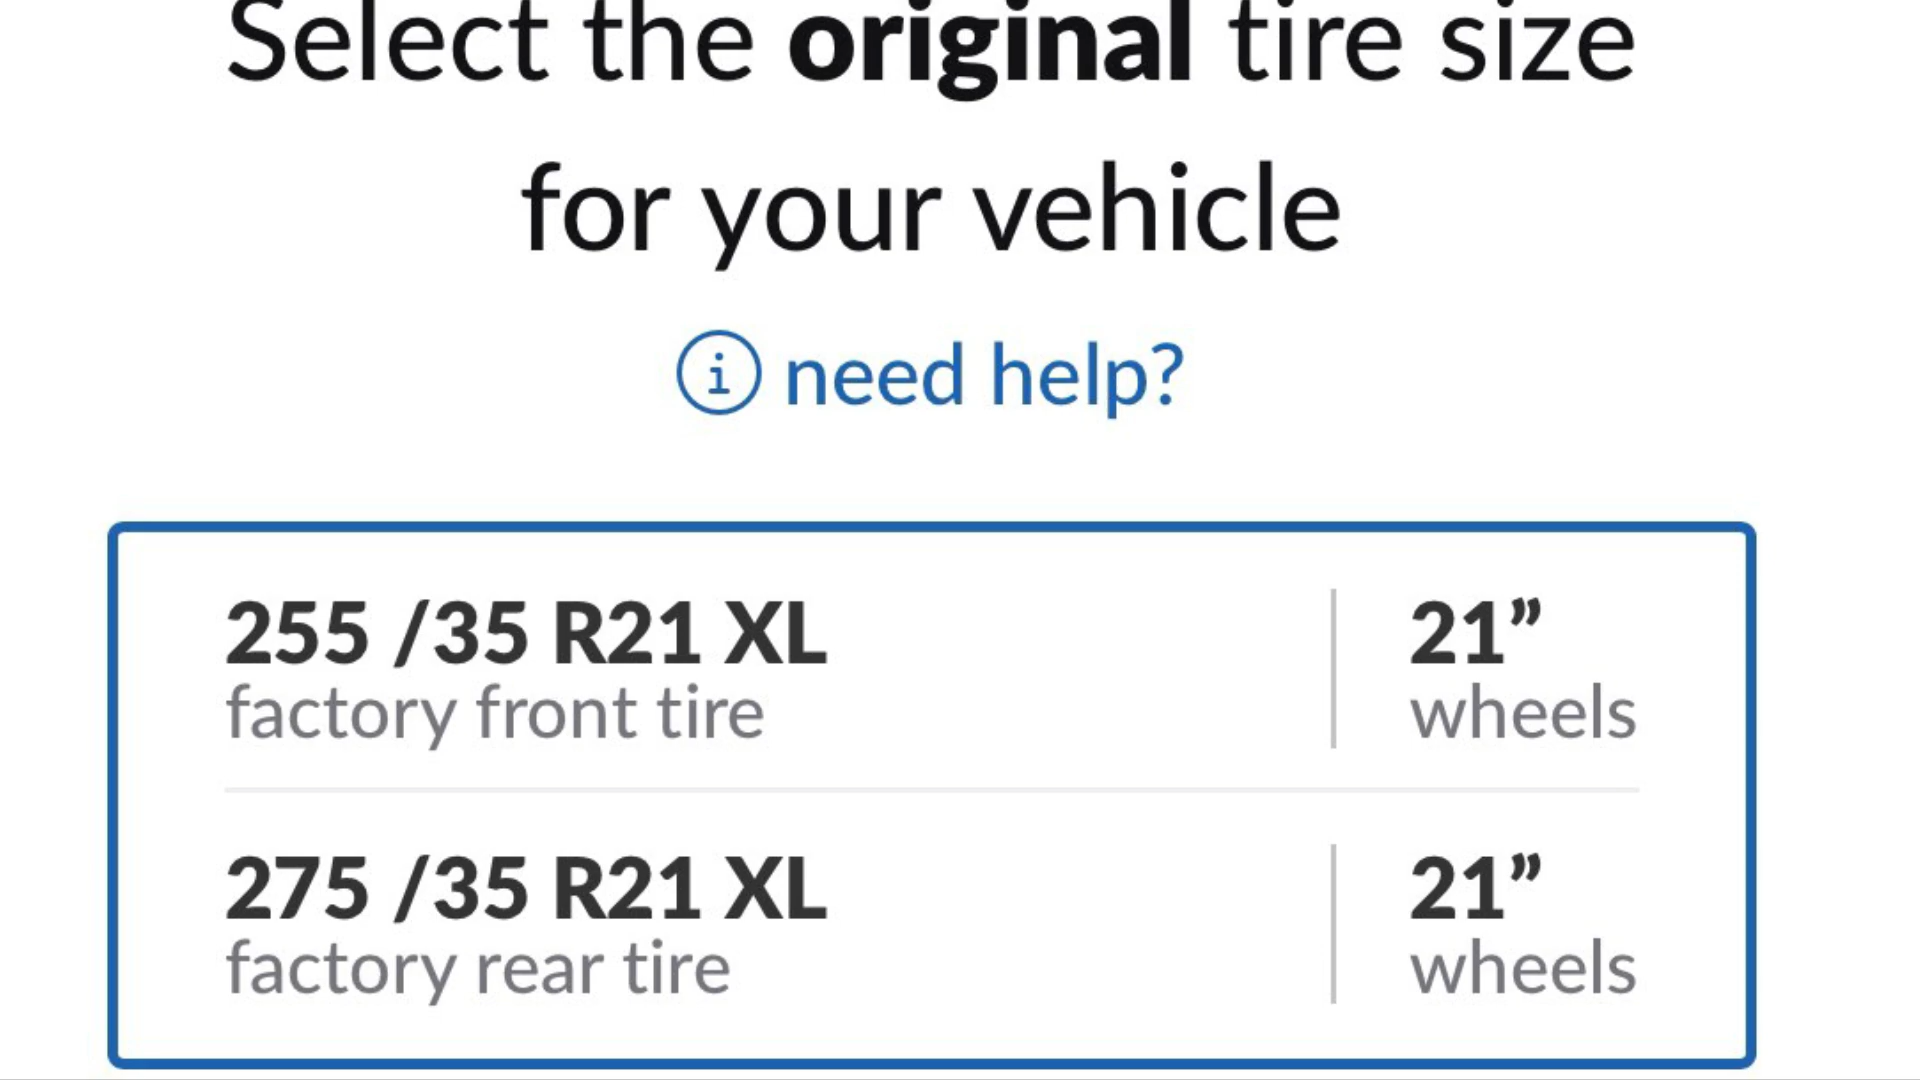 Select the original tire size
for your vehicle
i need help?
255 /35 R21 XL
factory front tire
21”
wheels
275 /35 R21 XL
factory rear tire
21”
wheels